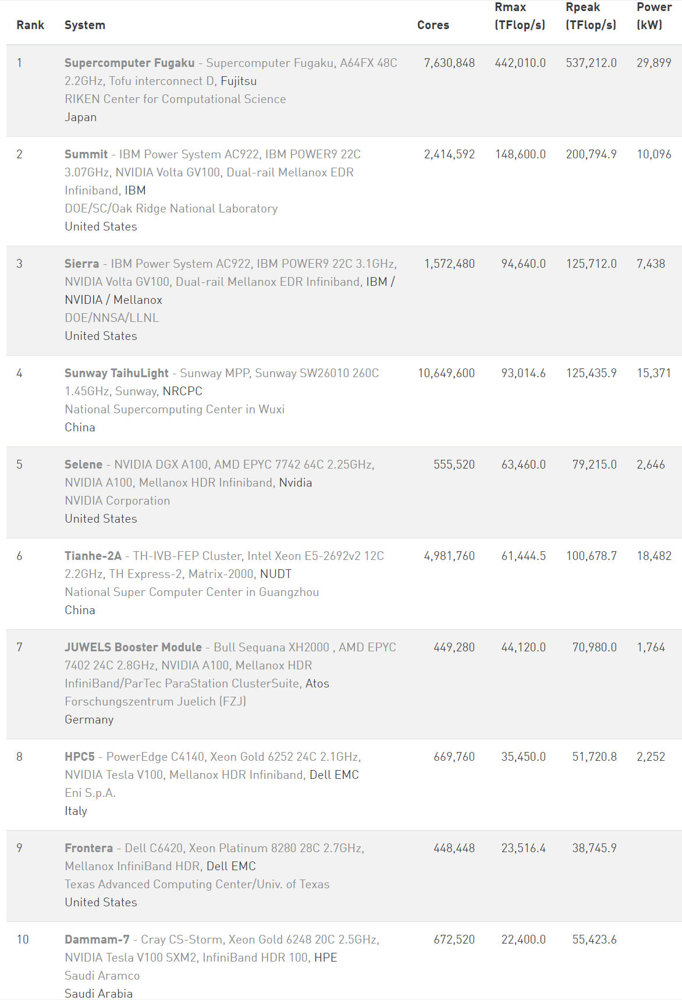 Rank System Cores Rmax (TFlop/s) Rpeak (TFlop/s) Power (kW)
1 Supercomputer Fugaku - Supercomputer Fugaku, A64FX 48C 7,630,848 442,010.0 537,212.0 29,899
2.2GHz, Tofu interconnect D, Fujitsu
RIKEN Center for Computational Science
Japan
2 Summit - IBM Power System AC922, IBM POWER9 22C 2,414,592 148,600.0 200,794.9 10,096
3.07GHz, NVIDIA Volta GV100, Dual-rail Mellanox EDR
Infiniband, IBM
DOE/SC/Oak Ridge National Laboratory
United States
3 Sierra - IBM Power System AC922, IBM POWER9 22C 3.1GHz, 1,572,480 94,640.0 125,712.0 7,438
NVIDIA Volta GV100, Dual-rail Mellanox EDR Infiniband, IBM /
NVIDIA / Mellanox
DOE/NNSA/LLNL
United States
4 Sunway TaihuLight - Sunway MPP, Sunway SW26010 260C 10,649,600 93,014.6 125,435.9 15,371
1.45GHz, Sunway, NRCPC
National Supercomputing Center in Wuxi
China
5 Selene - NVIDIA DGX A100, AMD EPYC 7742 64C 2.25GHz, 555,520 63,460.0 79,215.0 2,646
NVIDIA A100, Mellanox HDR Infiniband, Nvidia
NVIDIA Corporation
United States
6 Tianhe-2A - TH-IVB-FEP Cluster, Intel Xeon E5-2692v2 12C 4,981,760 61,444.5 100,678.7 18,482
2.2GHz, TH Express-2, Matrix-2000, NUDT
National Super Computer Center in Guangzhou
China
7 JUWELS Booster Module - Bull Sequana XH2000 , AMD EPYC 449,280 44,120.0 70,980.0 1,764
7402 24C 2.8GHz, NVIDIA A100, Mellanox HDR
InfiniBand/ParTec ParaStation ClusterSuite, Atos
Forschungszentrum Juelich (FZJ)
Germany
8 HPC5 - PowerEdge C4140, Xeon Gold 6252 24C 2.1GHz, 669,760 35,450.0 51,720.8 2,252
NVIDIA Tesla V100, Mellanox HDR Infiniband, Dell EMC
Eni S.p.A.
Italy
9 Frontera - Dell C6420, Xeon Platinum 8280 28C 2.7GHz, 448,448 23,516.4 38,745.9
Mellanox InfiniBand HDR, Dell EMC
Texas Advanced Computing Center/Univ. of Texas
United States
10 Dammam-7 - Cray CS-Storm, Xeon Gold 6248 20C 2.5GHz, 672,520 22,400.0 55,423.6
NVIDIA Tesla V100 SXM2, InfiniBand HDR 100, HPE
Saudi Aramco
Saudi Arabia